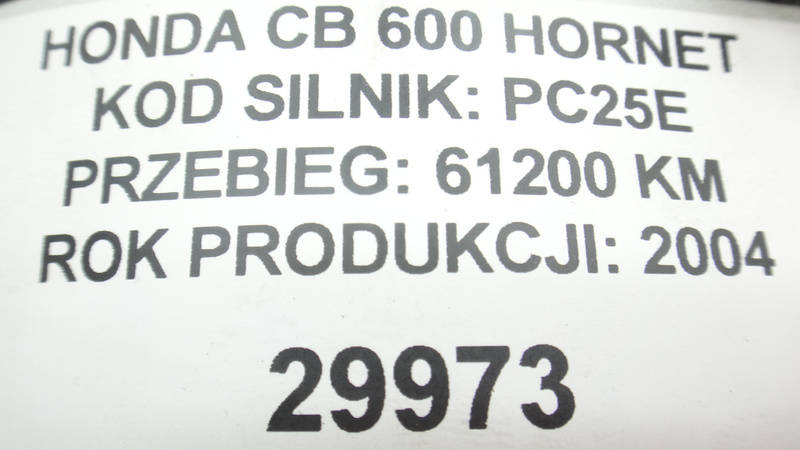 HONDA CB 600 HORNET
KOD SILNIK: PC25E
PRZEBIEG: 61200 KM
ROK PRODUKCJI: 2004
29973